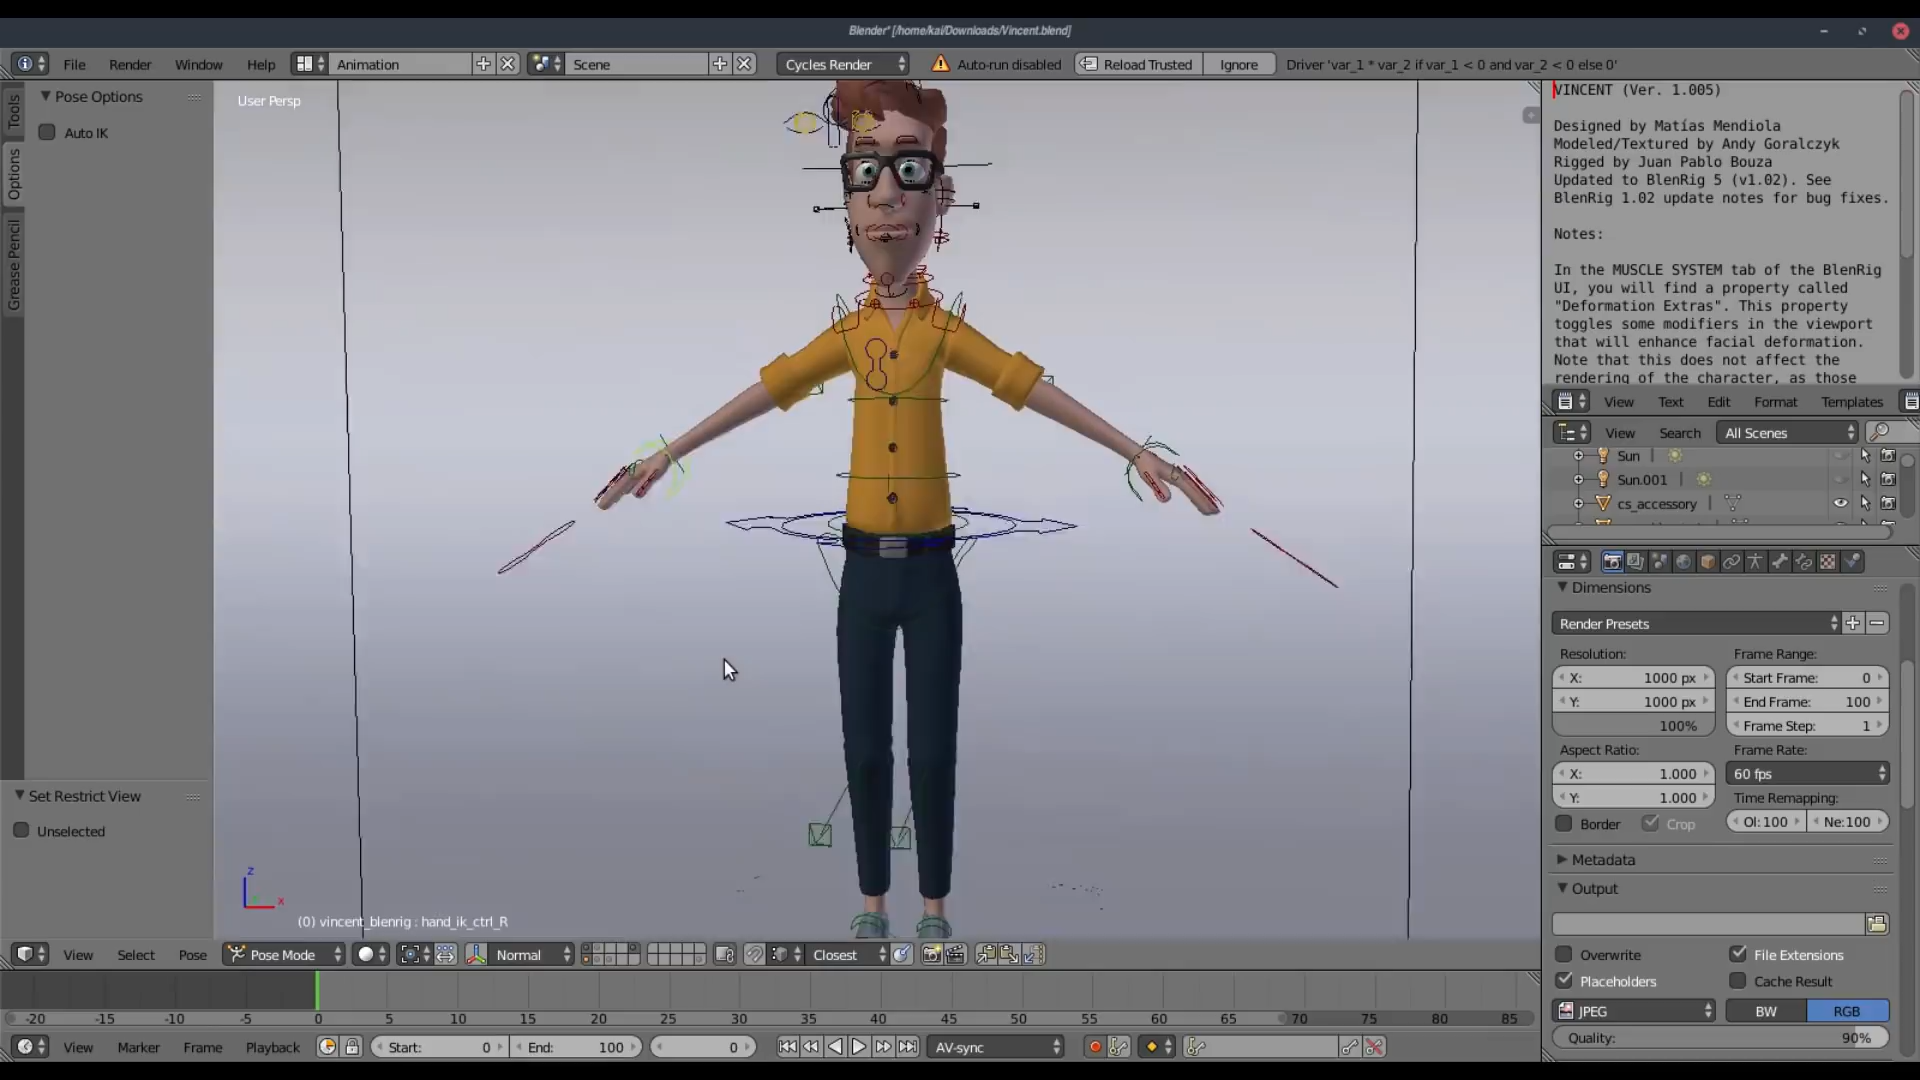 Blender* [/home/kai/Downloads/Vincent.blend]
File Render Window Help Animation Scene Cycles Render Auto-run disabled Reload Trusted Ignore Driver 'var_1 * var_2 if var_1 < 0 and var_2 < 0 else 0'
Tools
Options
Grease Pencil
Pose Options
Auto IK
Set Restrict View
Unselected
User Persp
z
x
(0) vincent_blenrig : hand_ik_ctrl_R
View Select Pose Pose Mode Normal Closest
-20 -15 -10 -5 0 5 10 15 20 25 30 35 40 45 50 55 60 65 70 75 80 85
View Marker Frame Playback Start: 0 End: 100 0 AV-sync
VINCENT (Ver. 1.005)
Designed by Matías Mendiola
Modeled/Textured by Andy Goralczyk
Rigged by Juan Pablo Bouza
Updated to BlenRig 5 (v1.02). See
BlenRig 1.02 update notes for bug fixes.
Notes:
In the MUSCLE SYSTEM tab of the BlenRig
UI, you will find a property called
"Deformation Extras". This property
toggles some modifiers in the viewport
that will enhance facial deformation.
Note that this does not affect the
rendering of the character, as those
View Text Edit Format Templates
View Search All Scenes
Sun
Sun.001
cs_accessory
Dimensions
Render Presets
Resolution: Frame Range:
X: 1000 px Start Frame: 0
Y: 1000 px End Frame: 100
100% Frame Step: 1
Aspect Ratio: Frame Rate:
X: 1.000 60 fps
Y: 1.000 Time Remapping:
Border Crop Ol:100 Ne:100
Metadata
Output
Overwrite File Extensions
Placeholders Cache Result
JPEG BW RGB
Quality: 90%